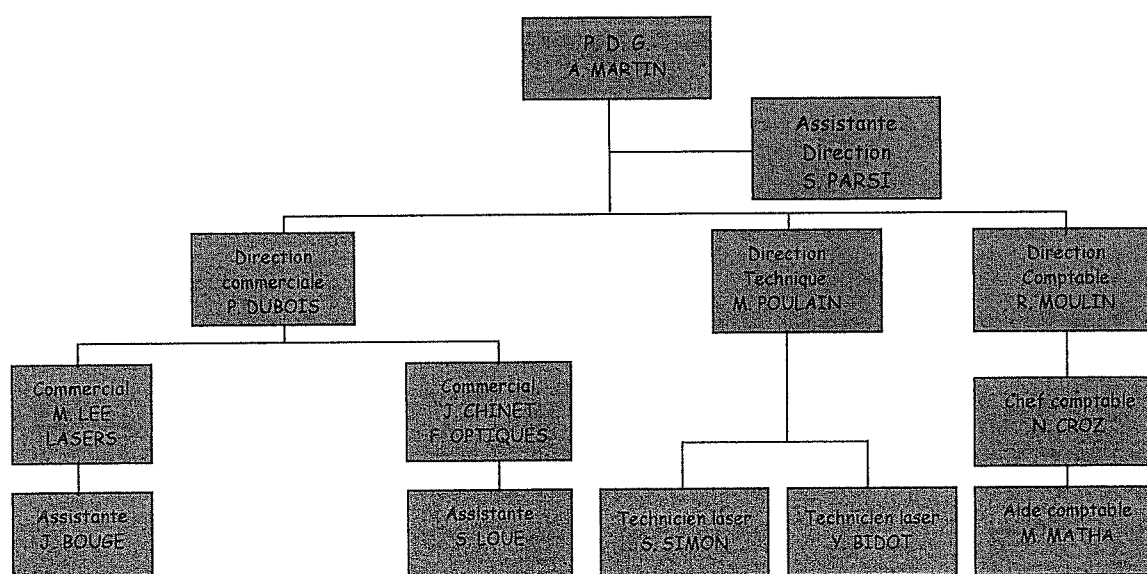 P. D. G.
A. MARTIN
Assistante
Direction
S. PARSI
Direction
commerciale
P. DUBOIS
Direction
Technique
M. POULAIN
Direction
Comptable
R. MOULIN
Commercial
M. LEE
LASERS
Commercial
J. CHINET
F. OPTIQUES
Chef comptable
N. CROZ
Assistante
J. BOUGE
Assistante
S. LOUE
Technicien laser
S. SIMON
Technicien laser
Y. BIDOT
Aide comptable
M. MATHA